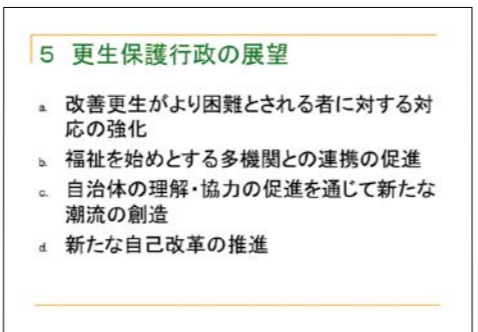 5 更生保護行政の展望
a. 改善更生がより困難とされる者に対する対
応の強化
b. 福祉を始めとする多機関との連携の促進
c. 自治体の理解・協力の促進を通じて新たな
潮流の創造
d. 新たな自己改革の推進